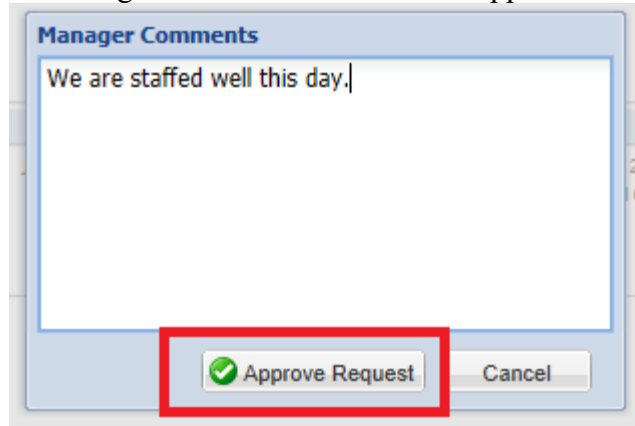 Manager Comments
We are staffed well this day.
Approve Request
Cancel